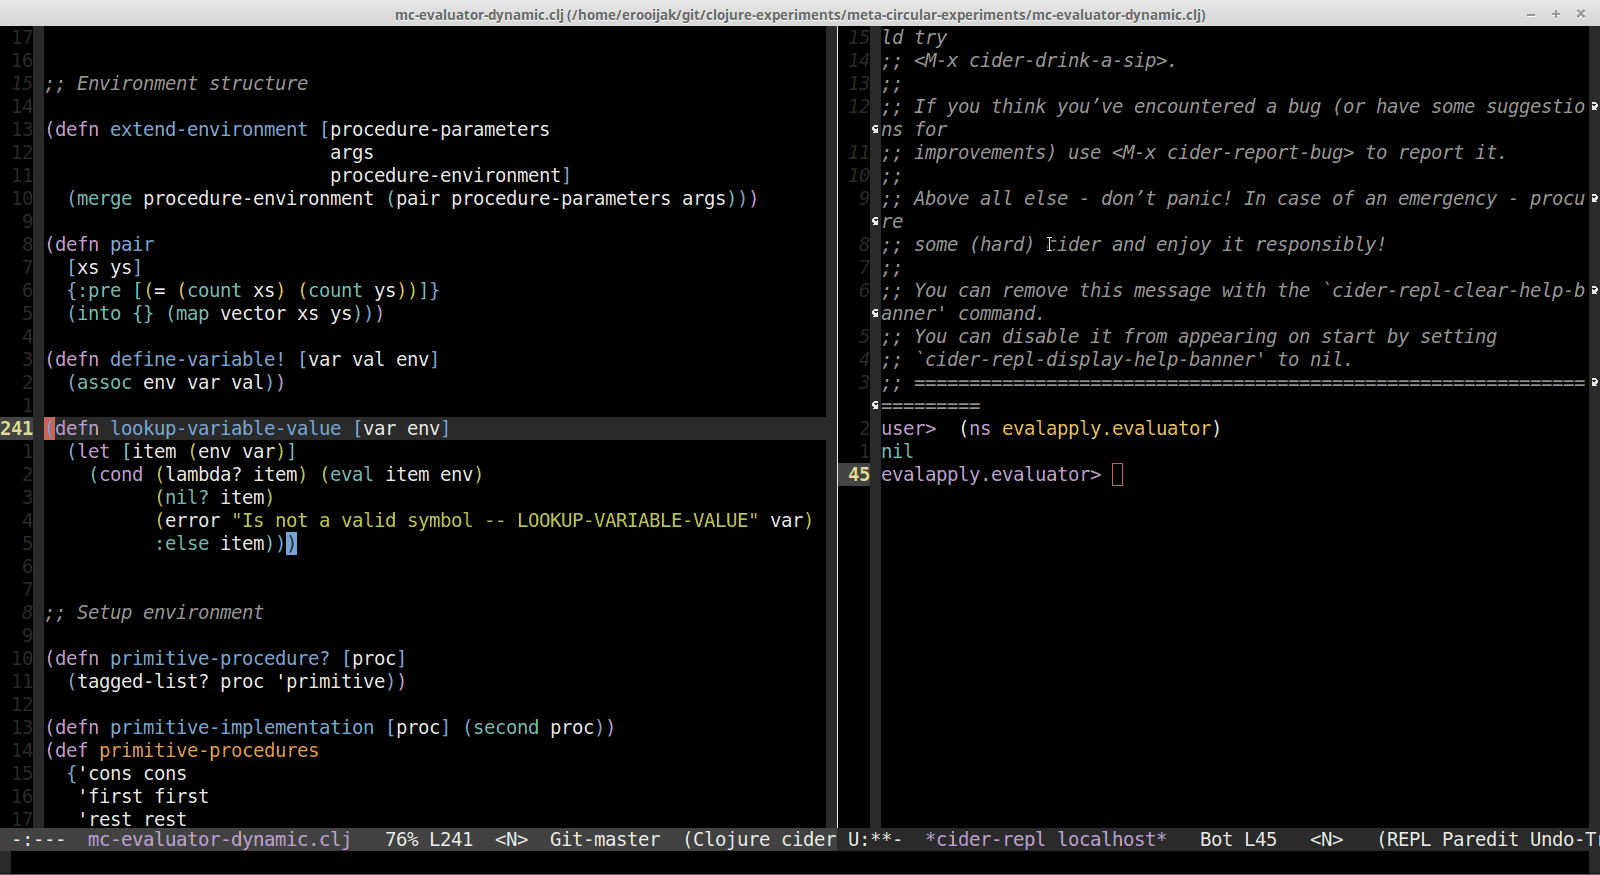 mc-evaluator-dynamic.clj (/home/erooijak/git/clojure-experiments/meta-circular-experiments/mc-evaluator-dynamic.clj)
17
16
15 ;; Environment structure
14
13 (defn extend-environment [procedure-parameters
12                           args
11                           procedure-environment]
10   (merge procedure-environment (pair procedure-parameters args)))
9
8 (defn pair
7   [xs ys]
6   {:pre [(= (count xs) (count ys))]}
5   (into {} (map vector xs ys)))
4
3 (defn define-variable! [var val env]
2   (assoc env var val))
1
241 (defn lookup-variable-value [var env]
1   (let [item (env var)]
2     (cond (lambda? item) (eval item env)
3           (nil? item)
4           (error "Is not a valid symbol -- LOOKUP-VARIABLE-VALUE" var)
5           :else item)))
6
7
8 ;; Setup environment
9
10 (defn primitive-procedure? [proc]
11   (tagged-list? proc 'primitive))
12
13 (defn primitive-implementation [proc] (second proc))
14 (def primitive-procedures
15   {'cons cons
16    'first first
17    'rest rest
-:---  mc-evaluator-dynamic.clj   76% L241  <N>  Git-master  (Clojure cider
15 ld try
14 ;; <M-x cider-drink-a-sip>.
13 ;;
12 ;; If you think you’ve encountered a bug (or have some suggestio
ns for
11 ;; improvements) use <M-x cider-report-bug> to report it.
10 ;;
9 ;; Above all else - don’t panic! In case of an emergency - procu
re
8 ;; some (hard) cider and enjoy it responsibly!
7 ;;
6 ;; You can remove this message with the `cider-repl-clear-help-b
anner' command.
5 ;; You can disable it from appearing on start by setting
4 ;; `cider-repl-display-help-banner' to nil.
3 ;; =============================================================
=========
2 user>  (ns evalapply.evaluator)
1 nil
45 evalapply.evaluator>
U:**-  *cider-repl localhost*   Bot L45   <N>   (REPL Paredit Undo-Tr